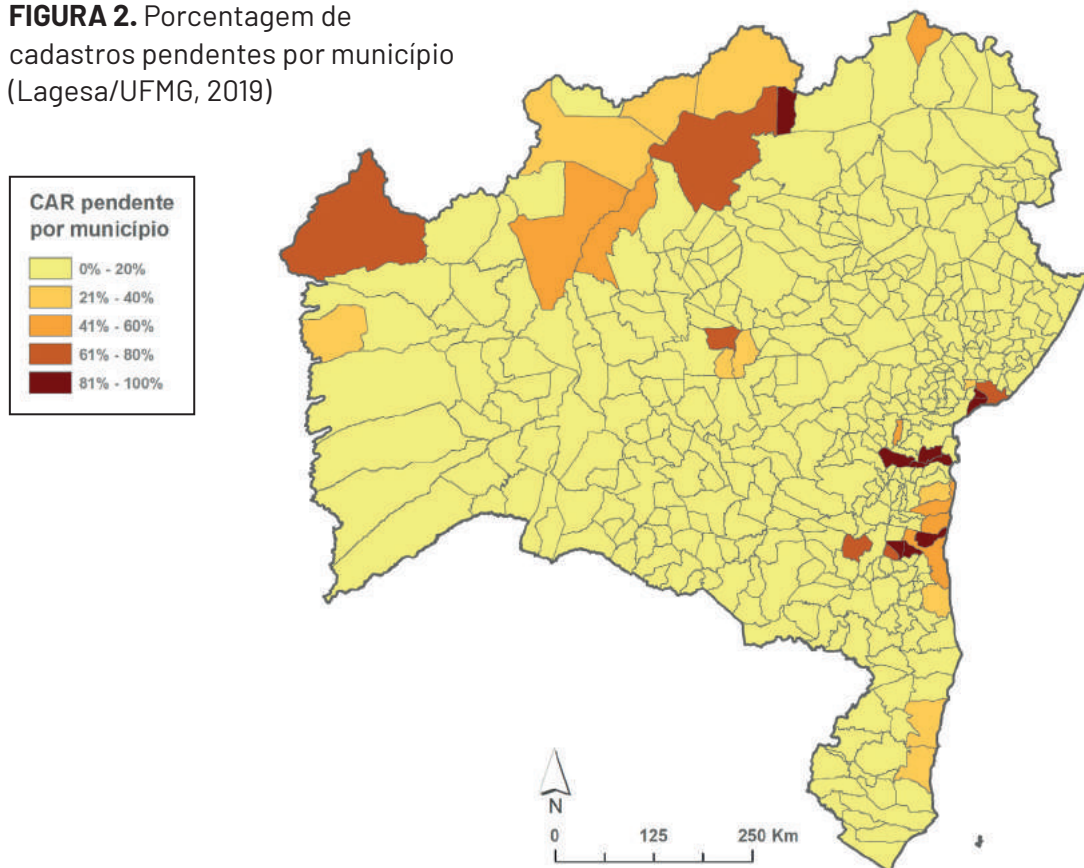 FIGURA 2. Porcentagem de
cadastros pendentes por município
(Lagesa/UFMG, 2019)
CAR pendente
por município
0% - 20%
21% - 40%
41% - 60%
61% - 80%
81% - 100%
N
0 125 250 Km